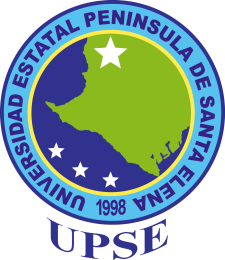 UNIVERSIDAD ESTATAL PENINSULA DE SANTA ELENA
1998
UPSE